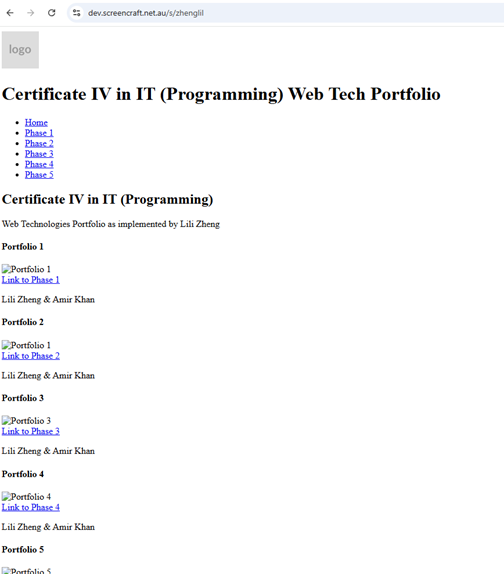 dev.screencraft.net.au/s/zhenglil
logo
Certificate IV in IT (Programming) Web Tech Portfolio
Home
Phase 1
Phase 2
Phase 3
Phase 4
Phase 5
Certificate IV in IT (Programming)
Web Technologies Portfolio as implemented by Lili Zheng
Portfolio 1
Portfolio 1
Link to Phase 1
Lili Zheng & Amir Khan
Portfolio 2
Portfolio 1
Link to Phase 2
Lili Zheng & Amir Khan
Portfolio 3
Portfolio 3
Link to Phase 3
Lili Zheng & Amir Khan
Portfolio 4
Portfolio 4
Link to Phase 4
Lili Zheng & Amir Khan
Portfolio 5
Portfolio 5